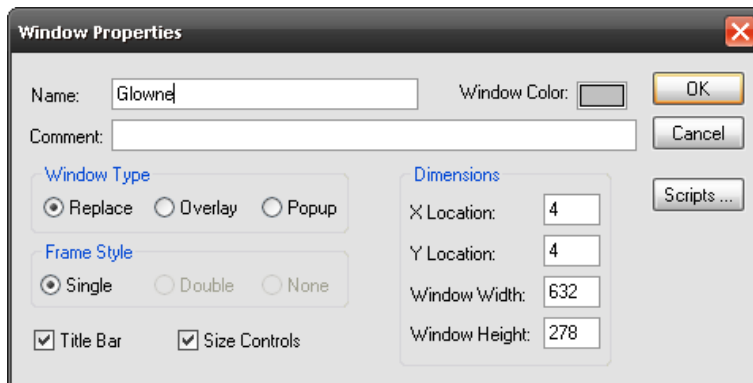 Window Properties
Name: Glowne Window Color: OK
Comment: Cancel
Window Type
Replace Overlay Popup
Frame Style
Single Double None
Title Bar Size Controls
Dimensions
X Location: 4
Y Location: 4
Window Width: 632
Window Height: 278
Scripts ...